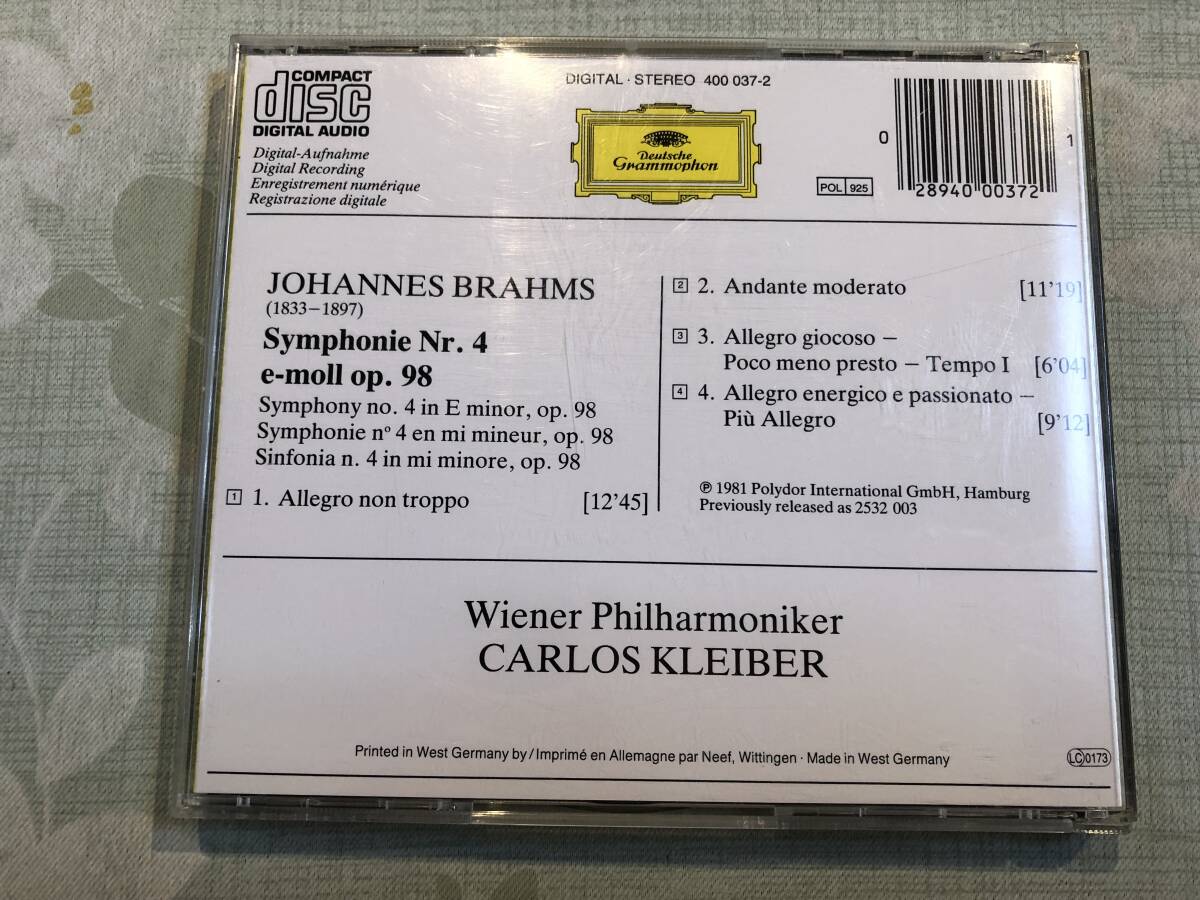 COMPACT
disc
DIGITAL AUDIO
Digital-Aufnahme
Digital Recording
Enregistrement numérique
Registrazione digitale
DIGITAL · STEREO 400 037-2
Deutsche
Grammophon
POL 925
0 28940 00372 1
JOHANNES BRAHMS
(1833–1897)
Symphonie Nr. 4
e-moll op. 98
Symphony no. 4 in E minor, op. 98
Symphonie nº 4 en mi mineur, op. 98
Sinfonia n. 4 in mi minore, op. 98
1 1. Allegro non troppo [12'45]
2 2. Andante moderato [11'19]
3 3. Allegro giocoso –
Poco meno presto – Tempo I [6'04]
4 4. Allegro energico e passionato –
Più Allegro [9'12]
℗ 1981 Polydor International GmbH, Hamburg
Previously released as 2532 003
Wiener Philharmoniker
CARLOS KLEIBER
Printed in West Germany by / Imprimé en Allemagne par Neef, Wittingen · Made in West Germany
LC 0173